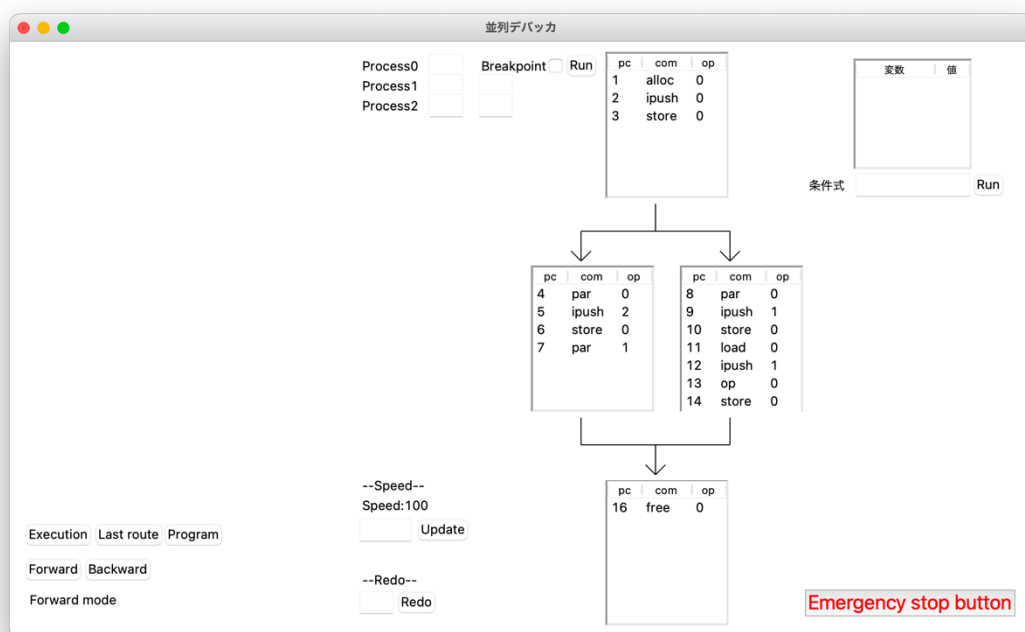 並列デバッカ
Process0
Process1
Process2
Breakpoint Run
pc com op
1 alloc 0
2 ipush 0
3 store 0
変数 値
条件式 Run
pc com op
4 par 0
5 ipush 2
6 store 0
7 par 1
pc com op
8 par 0
9 ipush 1
10 store 0
11 load 0
12 ipush 1
13 op 0
14 store 0
pc com op
16 free 0
--Speed--
Speed:100
Update
--Redo--
Redo
Execution Last route Program
Forward Backward
Forward mode
Emergency stop button